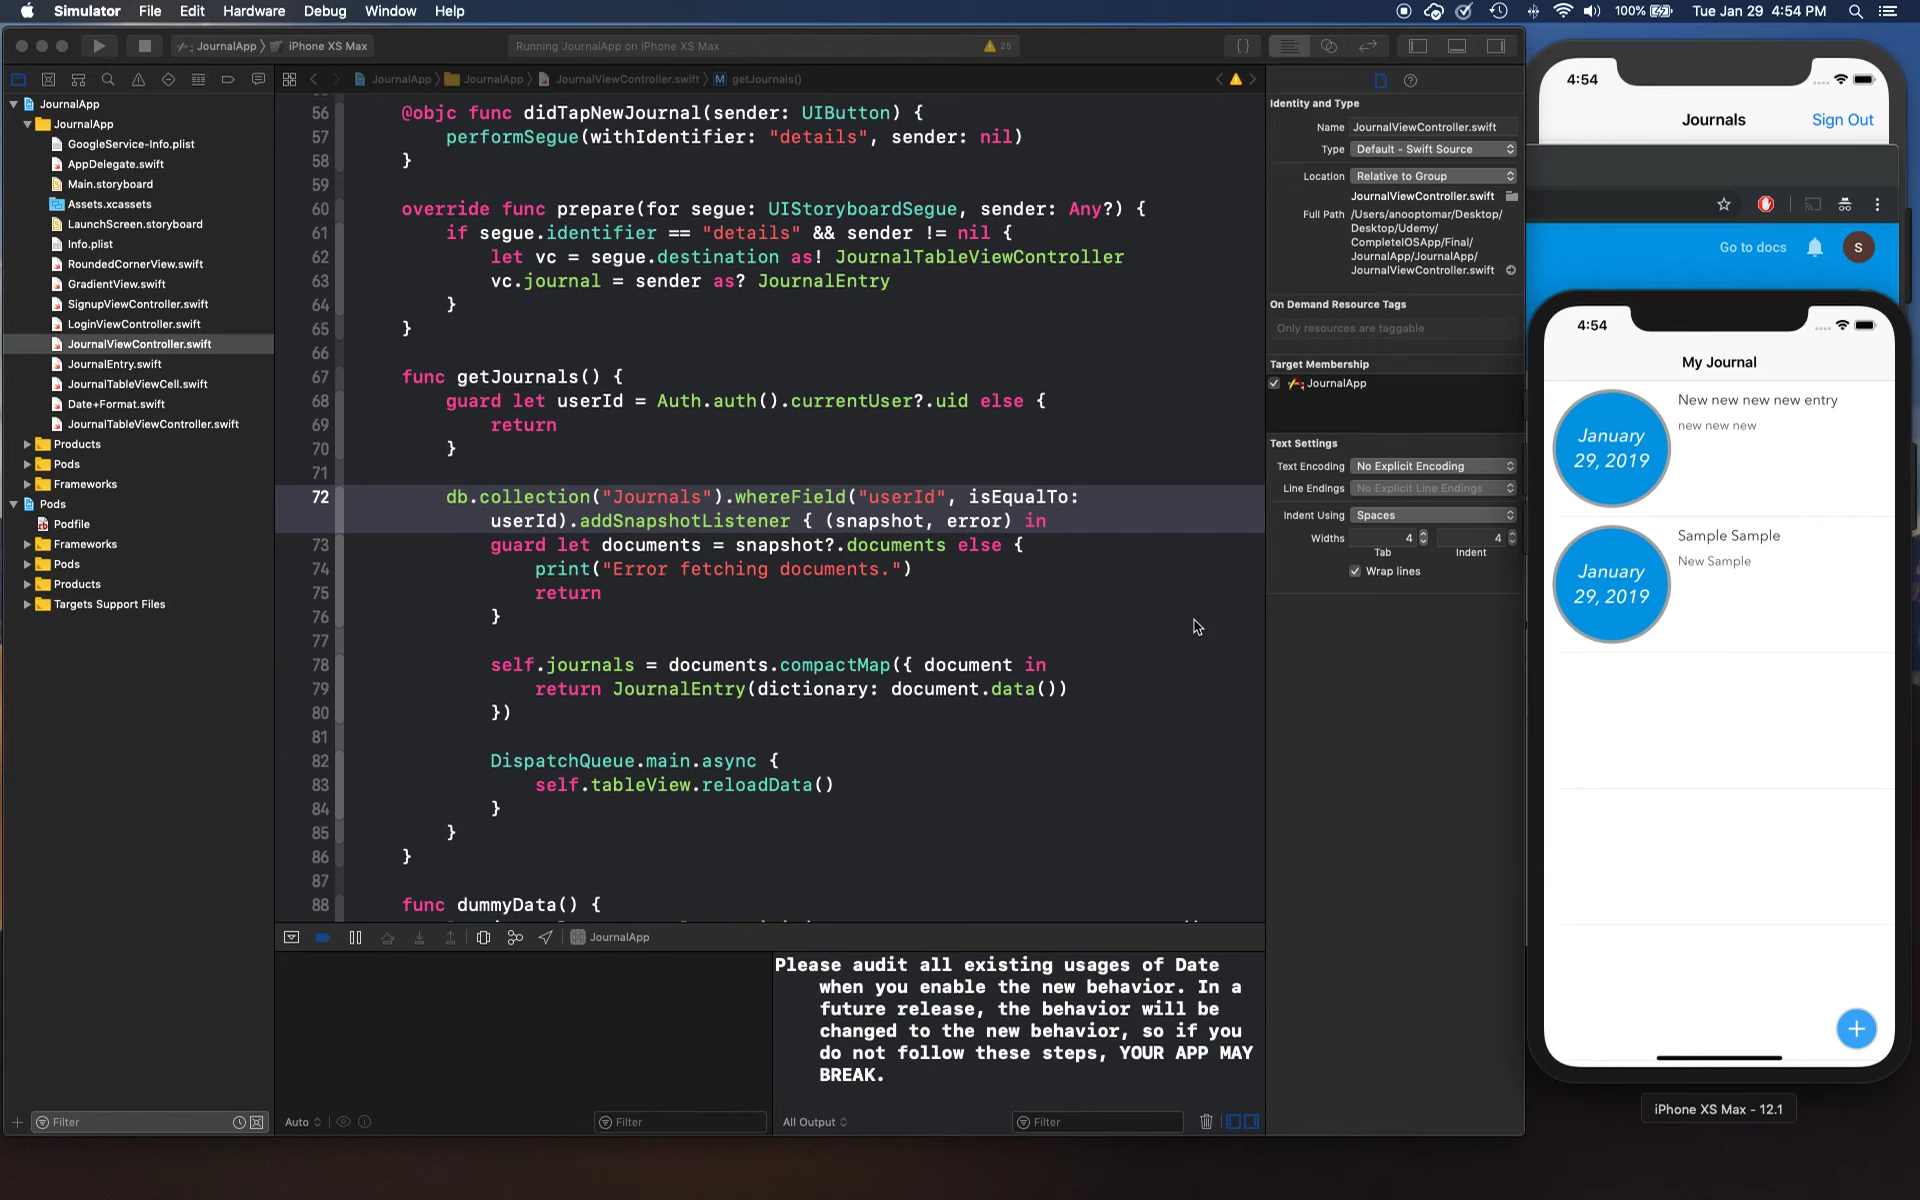 Simulator File Edit Hardware Debug Window Help 100% Tue Jan 29 4:54 PM
JournalApp iPhone XS Max Running JournalApp on iPhone XS Max 25
JournalApp JournalApp JournalViewController.swift M getJournals()
JournalApp
JournalApp
GoogleService-Info.plist
AppDelegate.swift
Main.storyboard
Assets.xcassets
LaunchScreen.storyboard
Info.plist
RoundedCornerView.swift
GradientView.swift
SignupViewController.swift
LoginViewController.swift
JournalViewController.swift
JournalEntry.swift
JournalTableViewCell.swift
Date+Format.swift
JournalTableViewController.swift
Products
Pods
Frameworks
Pods
Podfile
Frameworks
Pods
Products
Targets Support Files
Filter
56 @objc func didTapNewJournal(sender: UIButton) {
57 performSegue(withIdentifier: "details", sender: nil)
58 }
59
60 override func prepare(for segue: UIStoryboardSegue, sender: Any?) {
61 if segue.identifier == "details" && sender != nil {
62 let vc = segue.destination as! JournalTableViewController
63 vc.journal = sender as? JournalEntry
64 }
65 }
66
67 func getJournals() {
68 guard let userId = Auth.auth().currentUser?.uid else {
69 return
70 }
71
72 db.collection("Journals").whereField("userId", isEqualTo:
userId).addSnapshotListener { (snapshot, error) in
73 guard let documents = snapshot?.documents else {
74 print("Error fetching documents.")
75 return
76 }
77
78 self.journals = documents.compactMap({ document in
79 return JournalEntry(dictionary: document.data())
80 })
81
82 DispatchQueue.main.async {
83 self.tableView.reloadData()
84 }
85 }
86 }
87
88 func dummyData() {
JournalApp
Please audit all existing usages of Date
when you enable the new behavior. In a
future release, the behavior will be
changed to the new behavior, so if you
do not follow these steps, YOUR APP MAY
BREAK.
Auto Filter All Output Filter
Identity and Type
Name JournalViewController.swift
Type Default - Swift Source
Location Relative to Group
JournalViewController.swift
Full Path /Users/anooptomar/Desktop/
Desktop/Udemy/
CompleteIOSApp/Final/
JournalApp/JournalApp/
JournalViewController.swift
On Demand Resource Tags
Only resources are taggable
Target Membership
JournalApp
Text Settings
Text Encoding No Explicit Encoding
Line Endings No Explicit Line Endings
Indent Using Spaces
Widths 4 4
Tab Indent
Wrap lines
4:54
Journals Sign Out
Go to docs S
4:54
My Journal
January
29, 2019
New new new new entry
new new new
January
29, 2019
Sample Sample
New Sample
+
iPhone XS Max - 12.1